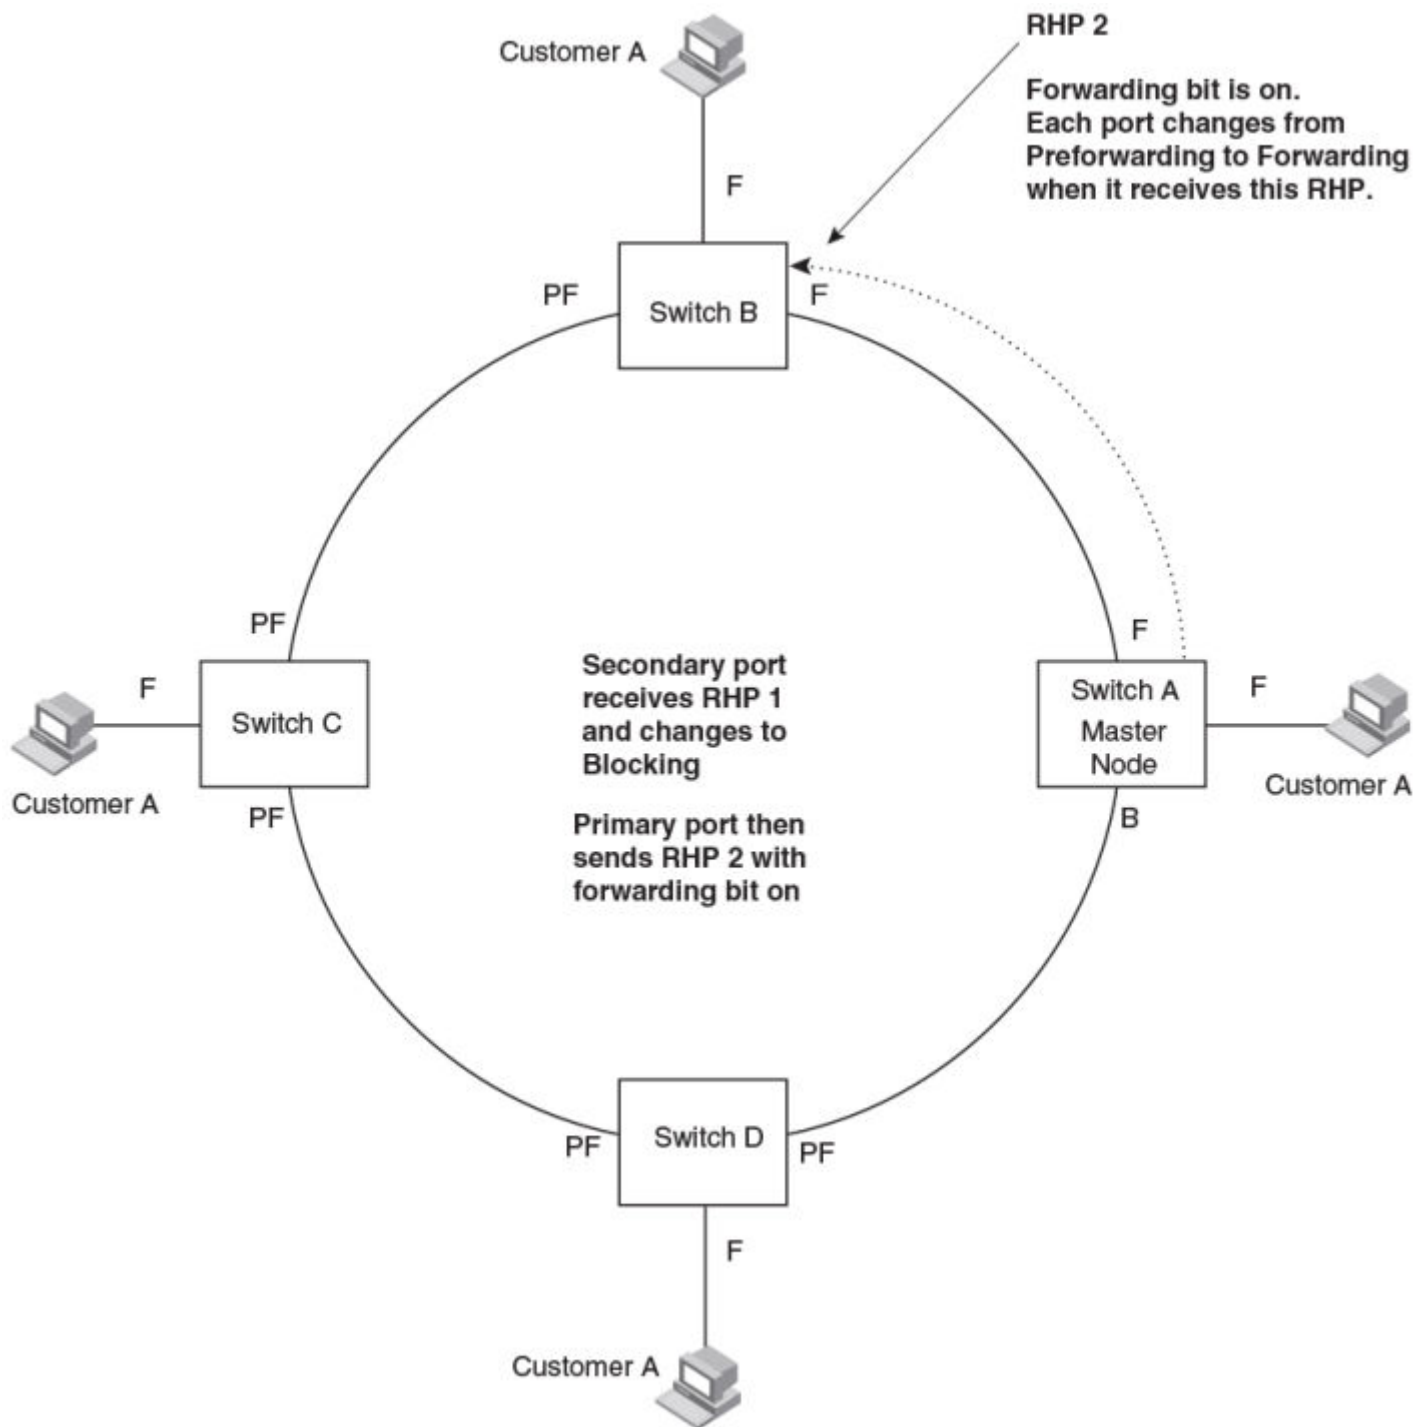 Customer A
RHP 2
Forwarding bit is on.
Each port changes from
Preforwarding to Forwarding
when it receives this RHP.
F
PF
Switch B
F
PF
F
Switch C
Customer A
PF
Secondary port
receives RHP 1
and changes to
Blocking
Primary port then
sends RHP 2 with
forwarding bit on
F
Switch A
Master
Node
F
Customer A
B
PF
Switch D
PF
F
Customer A